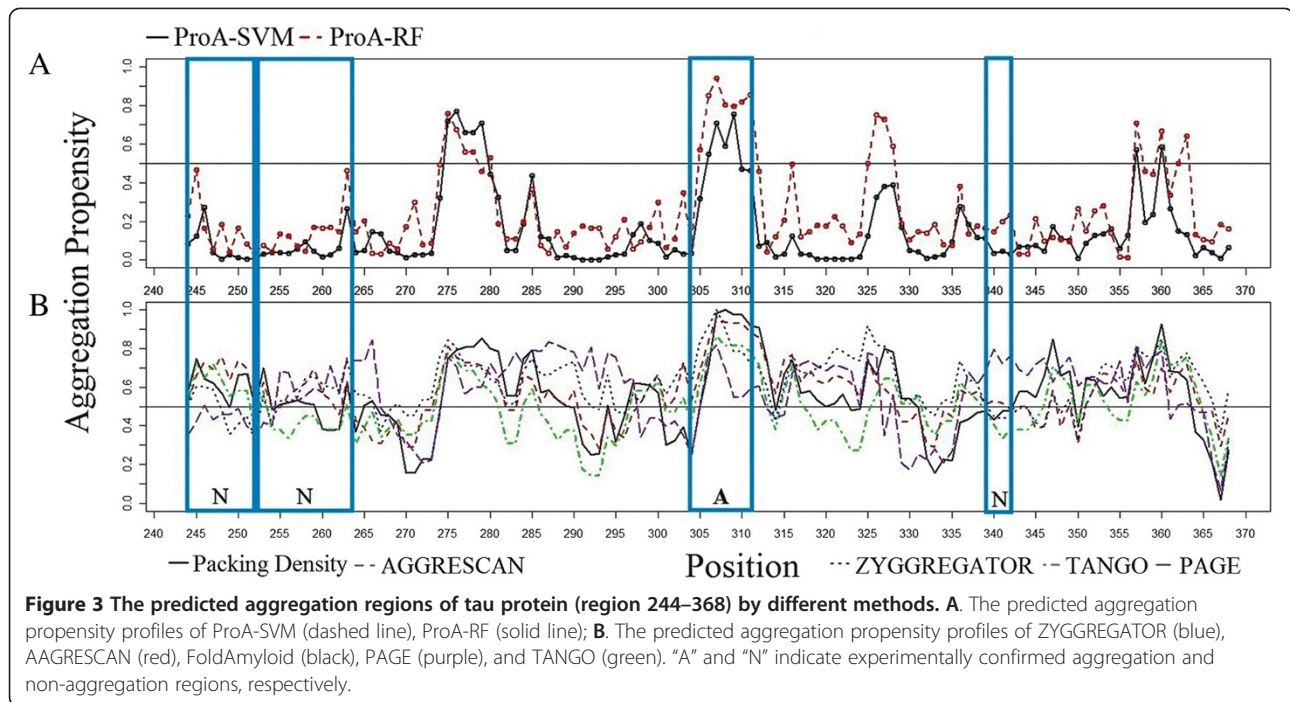 ProA-SVM ProA-RF
A
Aggregation Propensity
0.0 0.2 0.4 0.6 0.8 1.0
240 245 250 255 260 265 270 275 280 285 290 295 300 305 310 315 320 325 330 335 340 345 350 355 360 365 370
B
0.0 0.2 0.4 0.6 0.8 1.0
N N A N
240 245 250 255 260 265 270 275 280 285 290 295 300 305 310 315 320 325 330 335 340 345 350 355 360 365 370
Packing Density AGGRESCAN Position ZYGGREGATOR TANGO PAGE
Figure 3 The predicted aggregation regions of tau protein (region 244–368) by different methods. A. The predicted aggregation
propensity profiles of ProA-SVM (dashed line), ProA-RF (solid line); B. The predicted aggregation propensity profiles of ZYGGREGATOR (blue),
AAGRESCAN (red), FoldAmyloid (black), PAGE (purple), and TANGO (green). “A” and “N” indicate experimentally confirmed aggregation and
non-aggregation regions, respectively.